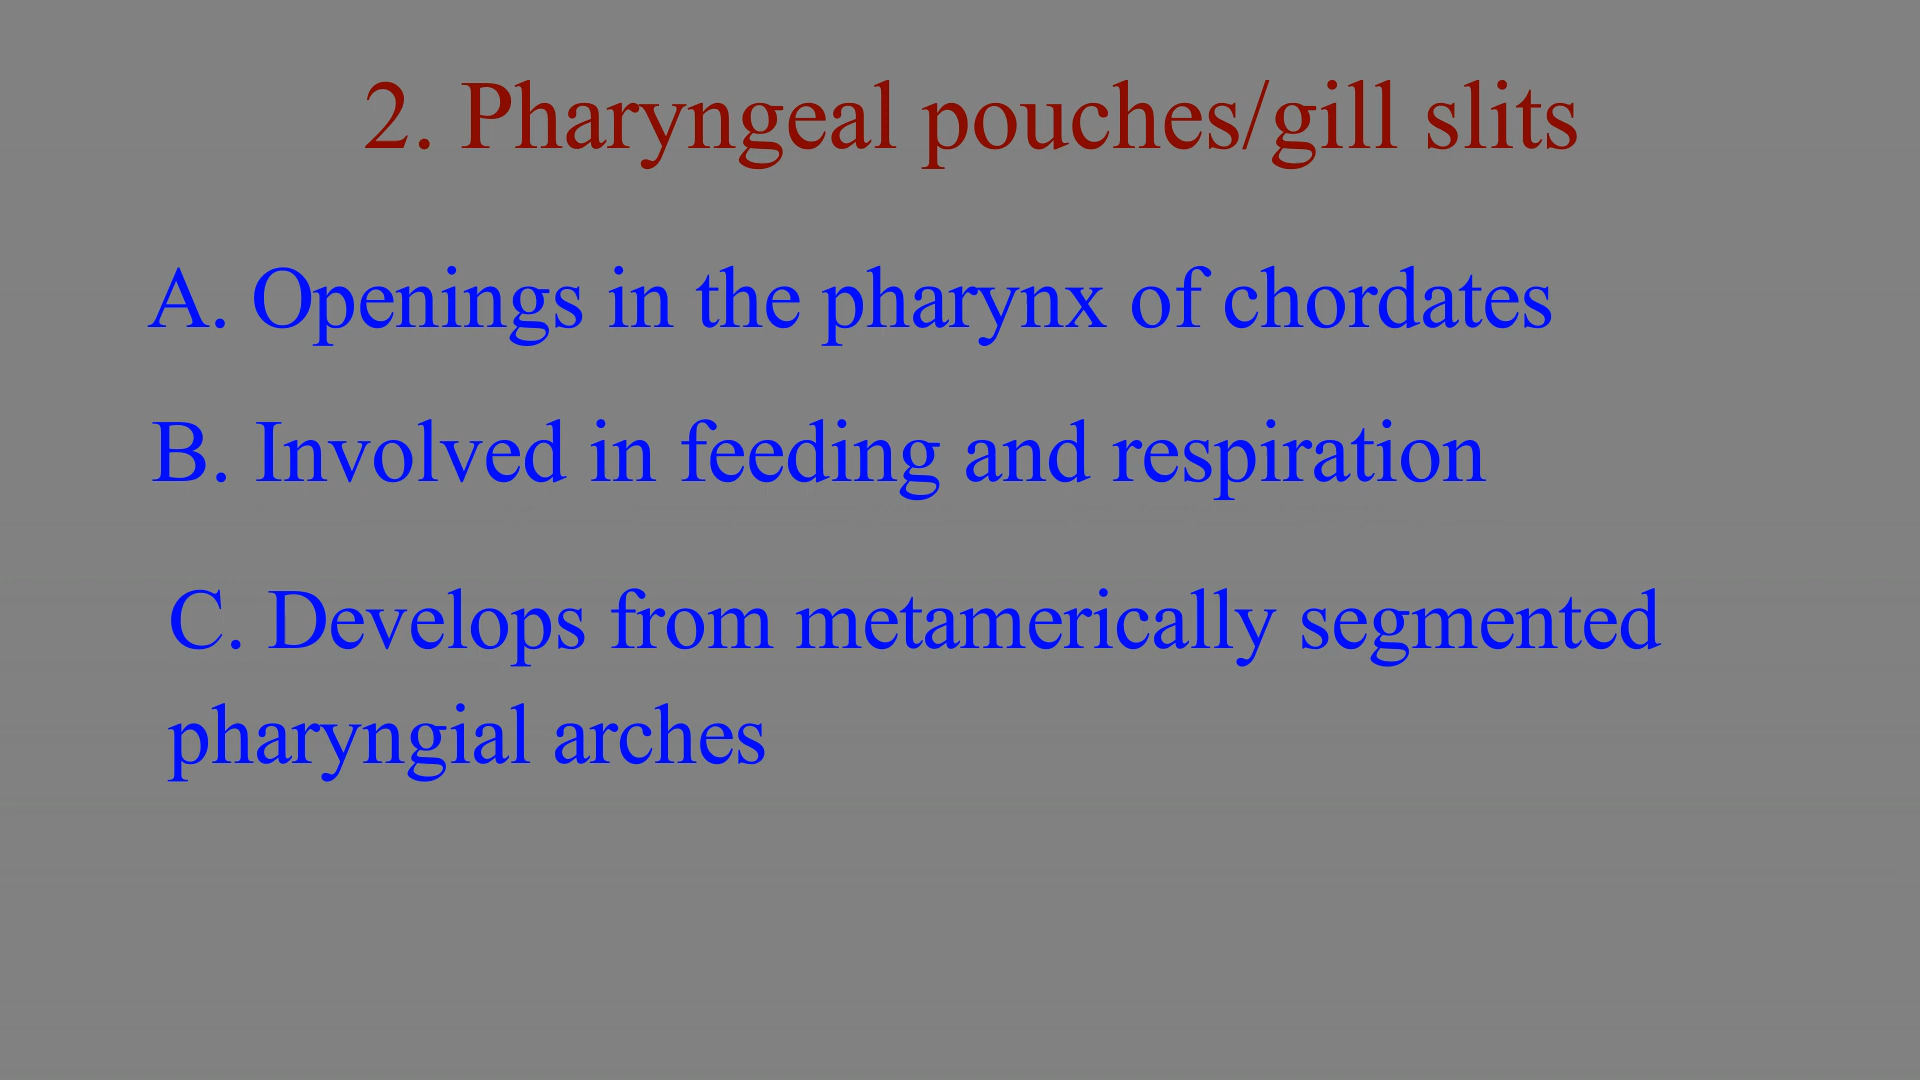 2. Pharyngeal pouches/gill slits
A. Openings in the pharynx of chordates
B. Involved in feeding and respiration
C. Develops from metamerically segmented
pharyngial arches